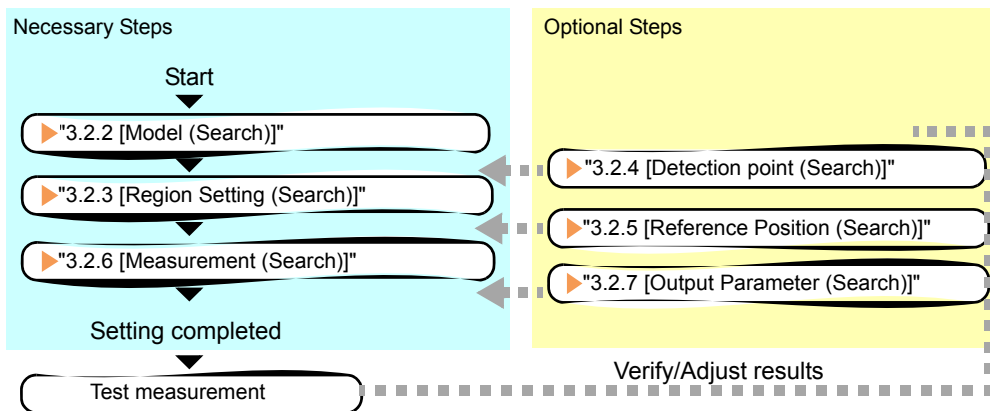 Necessary Steps
Start
"3.2.2 [Model (Search)]"
"3.2.3 [Region Setting (Search)]"
"3.2.6 [Measurement (Search)]"
Setting completed
Test measurement
Optional Steps
"3.2.4 [Detection point (Search)]"
"3.2.5 [Reference Position (Search)]"
"3.2.7 [Output Parameter (Search)]"
Verify/Adjust results